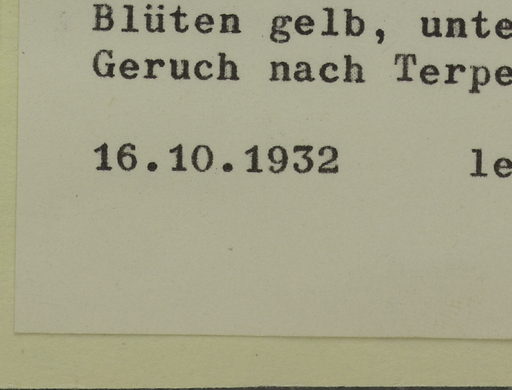 Blüten gelb, unte
Geruch nach Terpe
16.10.1932 le